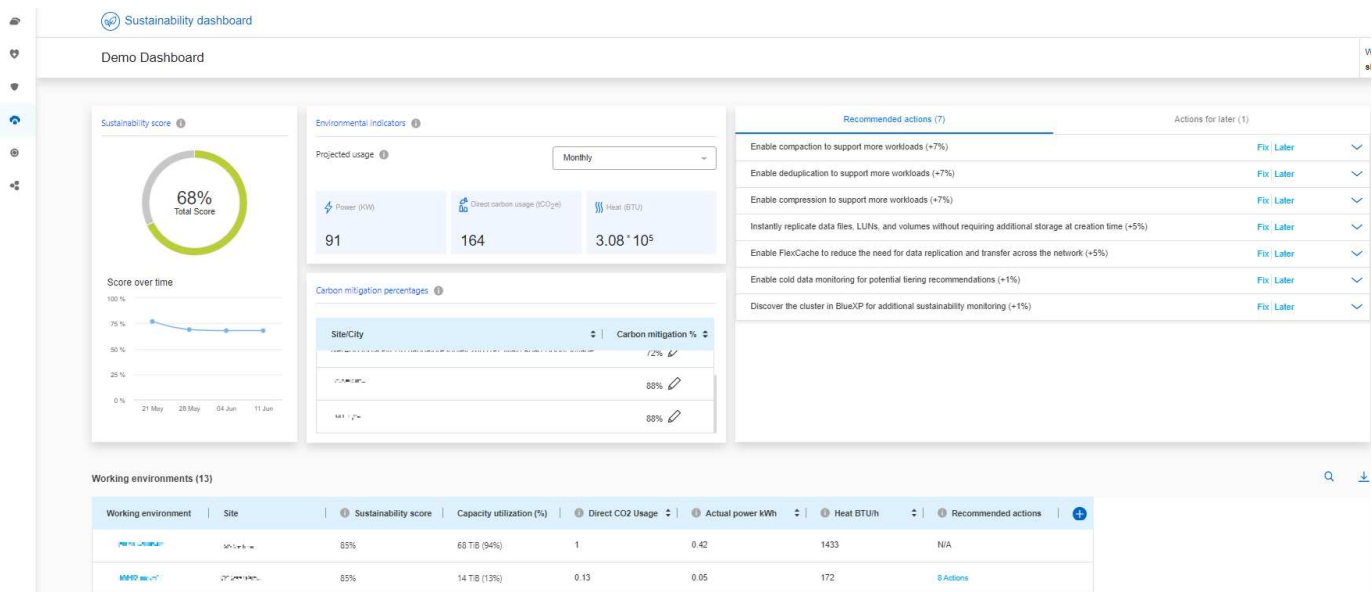 Sustainability dashboard
Demo Dashboard
W
Sustainability score
68%
Total Score
Score over time
100 %
75 %
50 %
25 %
0 %
21 May 28 May 04 Jun 11 Jun
Environmental Indicators
Projected usage
Monthly
Power (KW)
91
Direct carbon usage (tCO2e)
164
Heat (BTU)
3.08 * 10⁵
Carbon mitigation percentages
Site/City Carbon mitigation %
72%
88%
88%
Recommended actions (7) Actions for later (1)
Enable compaction to support more workloads (+7%) Fix Later
Enable deduplication to support more workloads (+7%) Fix Later
Enable compression to support more workloads (+7%) Fix Later
Instantly replicate data files, LUNs, and volumes without requiring additional storage at creation time (+5%) Fix Later
Enable FlexCache to reduce the need for data replication and transfer across the network (+5%) Fix Later
Enable cold data monitoring for potential tiering recommendations (+1%) Fix Later
Discover the cluster in BlueXP for additional sustainability monitoring (+1%) Fix Later
Working environments (13)
Working environment Site Sustainability score Capacity utilization (%) Direct CO2 Usage Actual power kWh Heat BTU/h Recommended actions
85% 68 TiB (94%) 1 0.42 1433 N/A
85% 14 TiB (13%) 0.13 0.05 172 8 Actions